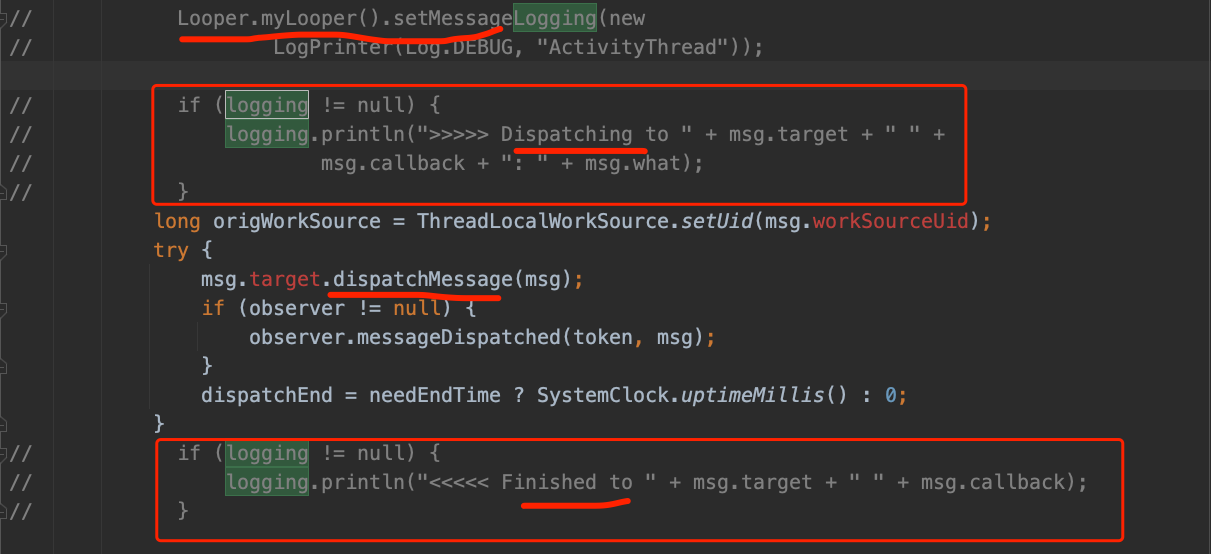 //            Looper.myLooper().setMessageLogging(new
//                    LogPrinter(Log.DEBUG, "ActivityThread"));
//            if (logging != null) {
//                logging.println(">>>>> Dispatching to " + msg.target + " " +
//                        msg.callback + ": " + msg.what);
//            }
            long origWorkSource = ThreadLocalWorkSource.setUid(msg.workSourceUid);
            try {
                msg.target.dispatchMessage(msg);
                if (observer != null) {
                    observer.messageDispatched(token, msg);
                }
                dispatchEnd = needEndTime ? SystemClock.uptimeMillis() : 0;
            }
//            if (logging != null) {
//                logging.println("<<<<< Finished to " + msg.target + " " + msg.callback);
//            }